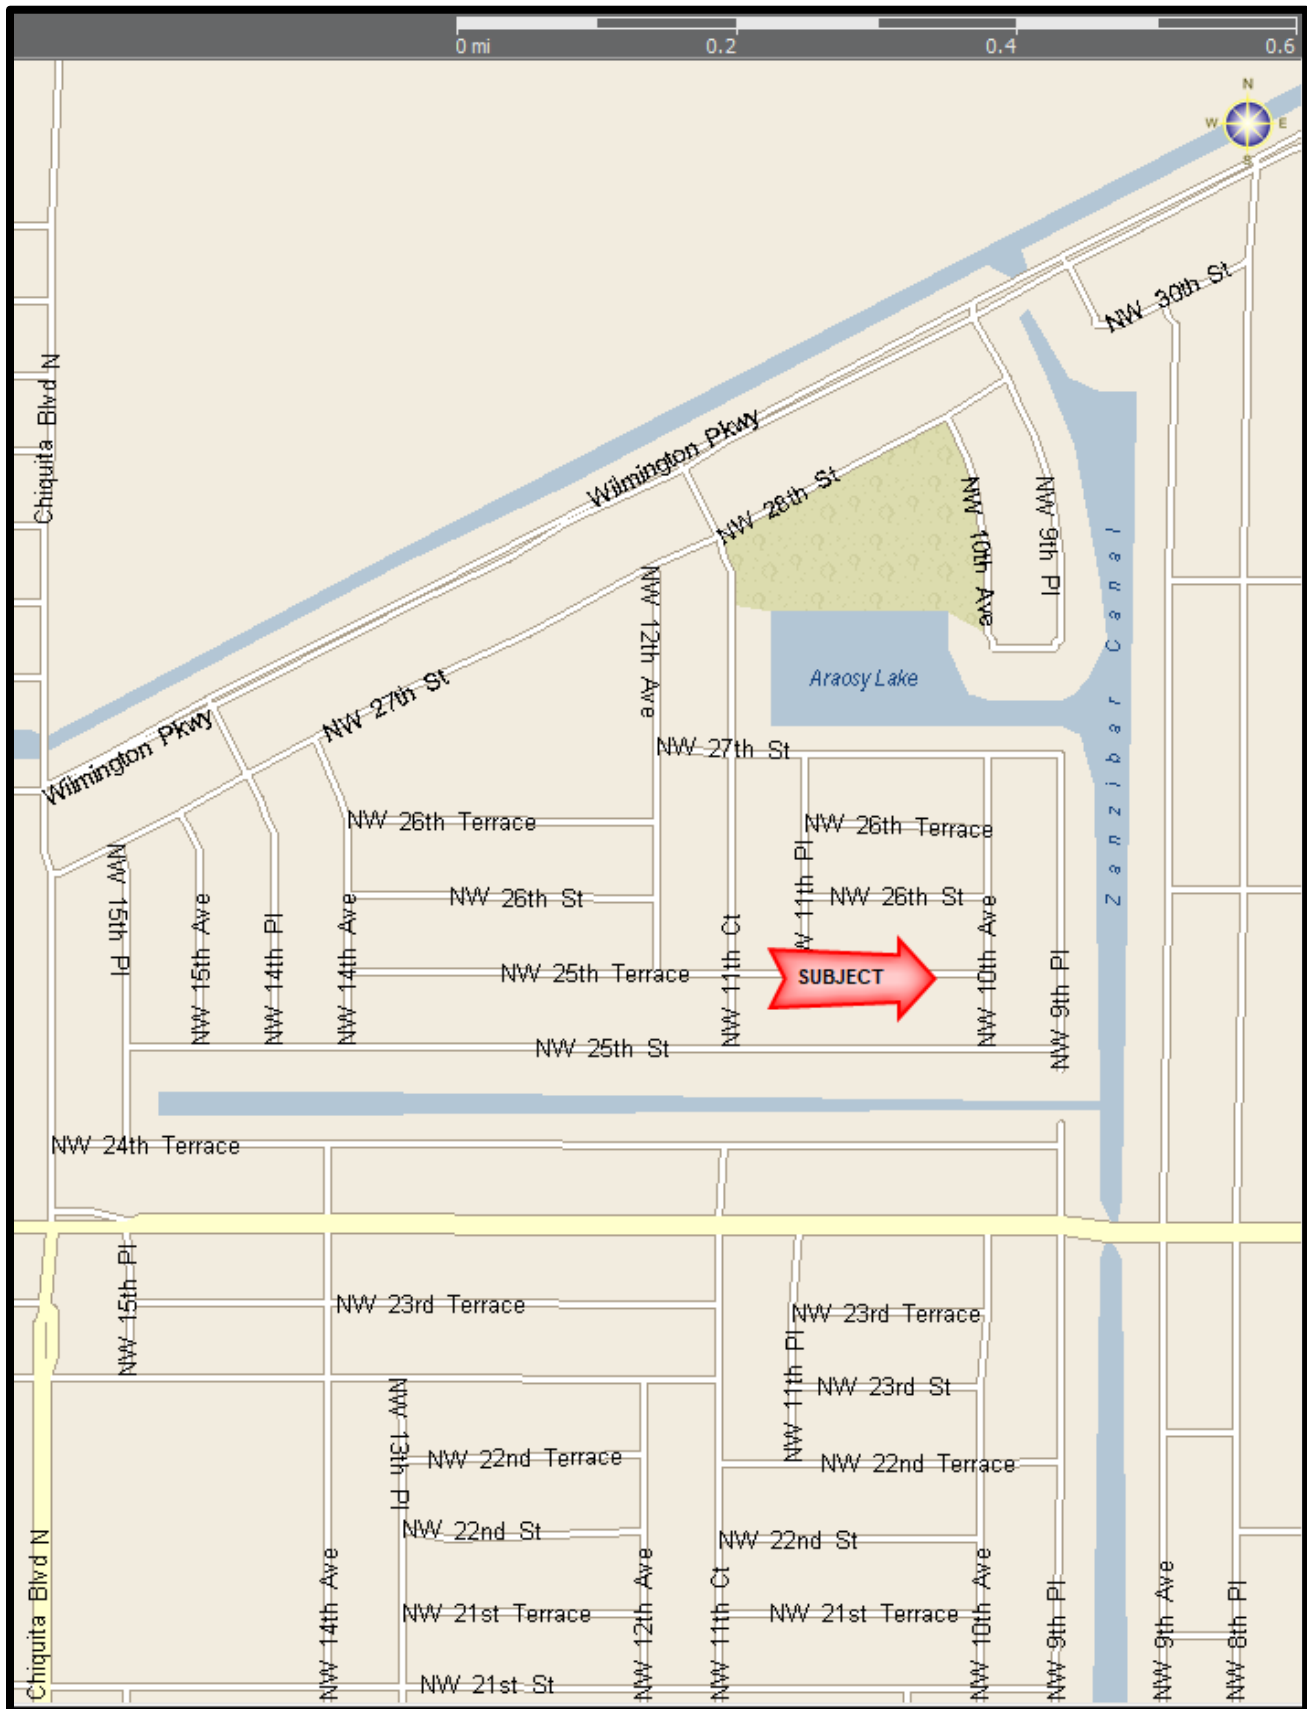 0 mi 0.2 0.4 0.6
N
W E
S
NW 30th St
Chiquita Blvd N
Wilmington Pkwy
NW 28th St
NW 10th Ave
NW 9th Pl
Zanzibar Canal
NW 12th Ave
Araosy Lake
NW 27th St
Wilmington Pkwy
NW 27th St
NW 26th Terrace
NW 26th Terrace
NW 15th Pl
NW 11th Pl
NW 26th St
NW 26th St
NW 15th Ave
NW 14th Pl
NW 14th Ave
NW 11th Ct
NW 10th Ave
NW 9th Pl
NW 25th Terrace
SUBJECT
NW 25th St
NW 24th Terrace
NW 15th Pl
NW 23rd Terrace
NW 23rd Terrace
NW 11th Pl
NW 13th Pl
NW 23rd St
NW 22nd Terrace
NW 22nd Terrace
NW 22nd St
NW 22nd St
Chiquita Blvd N
NW 14th Ave
NW 12th Ave
NW 11th Ct
NW 10th Ave
NW 9th Pl
NW 9th Ave
NW 8th Pl
NW 21st Terrace
NW 21st Terrace
NW 21st St